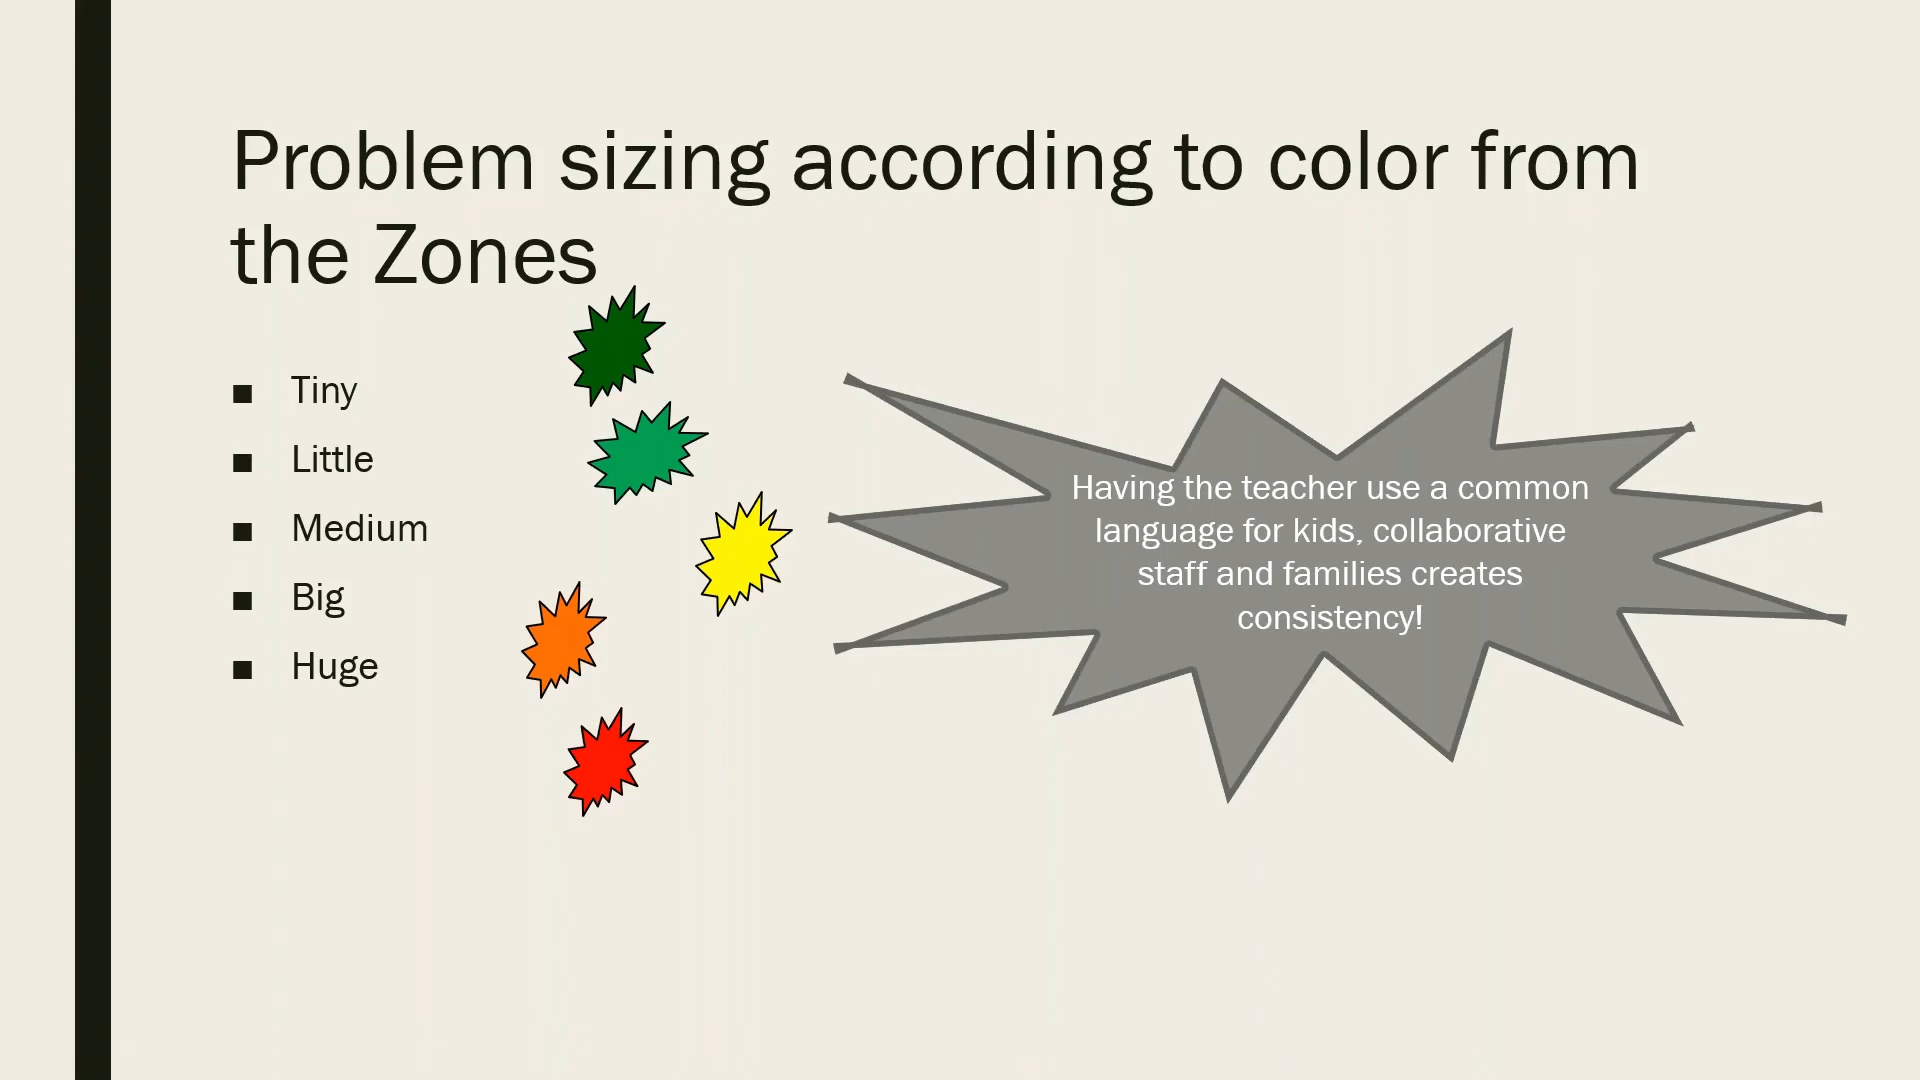 Problem sizing according to color from
the Zones
■ Tiny
■ Little
■ Medium
■ Big
■ Huge
Having the teacher use a common
language for kids, collaborative
staff and families creates
consistency!